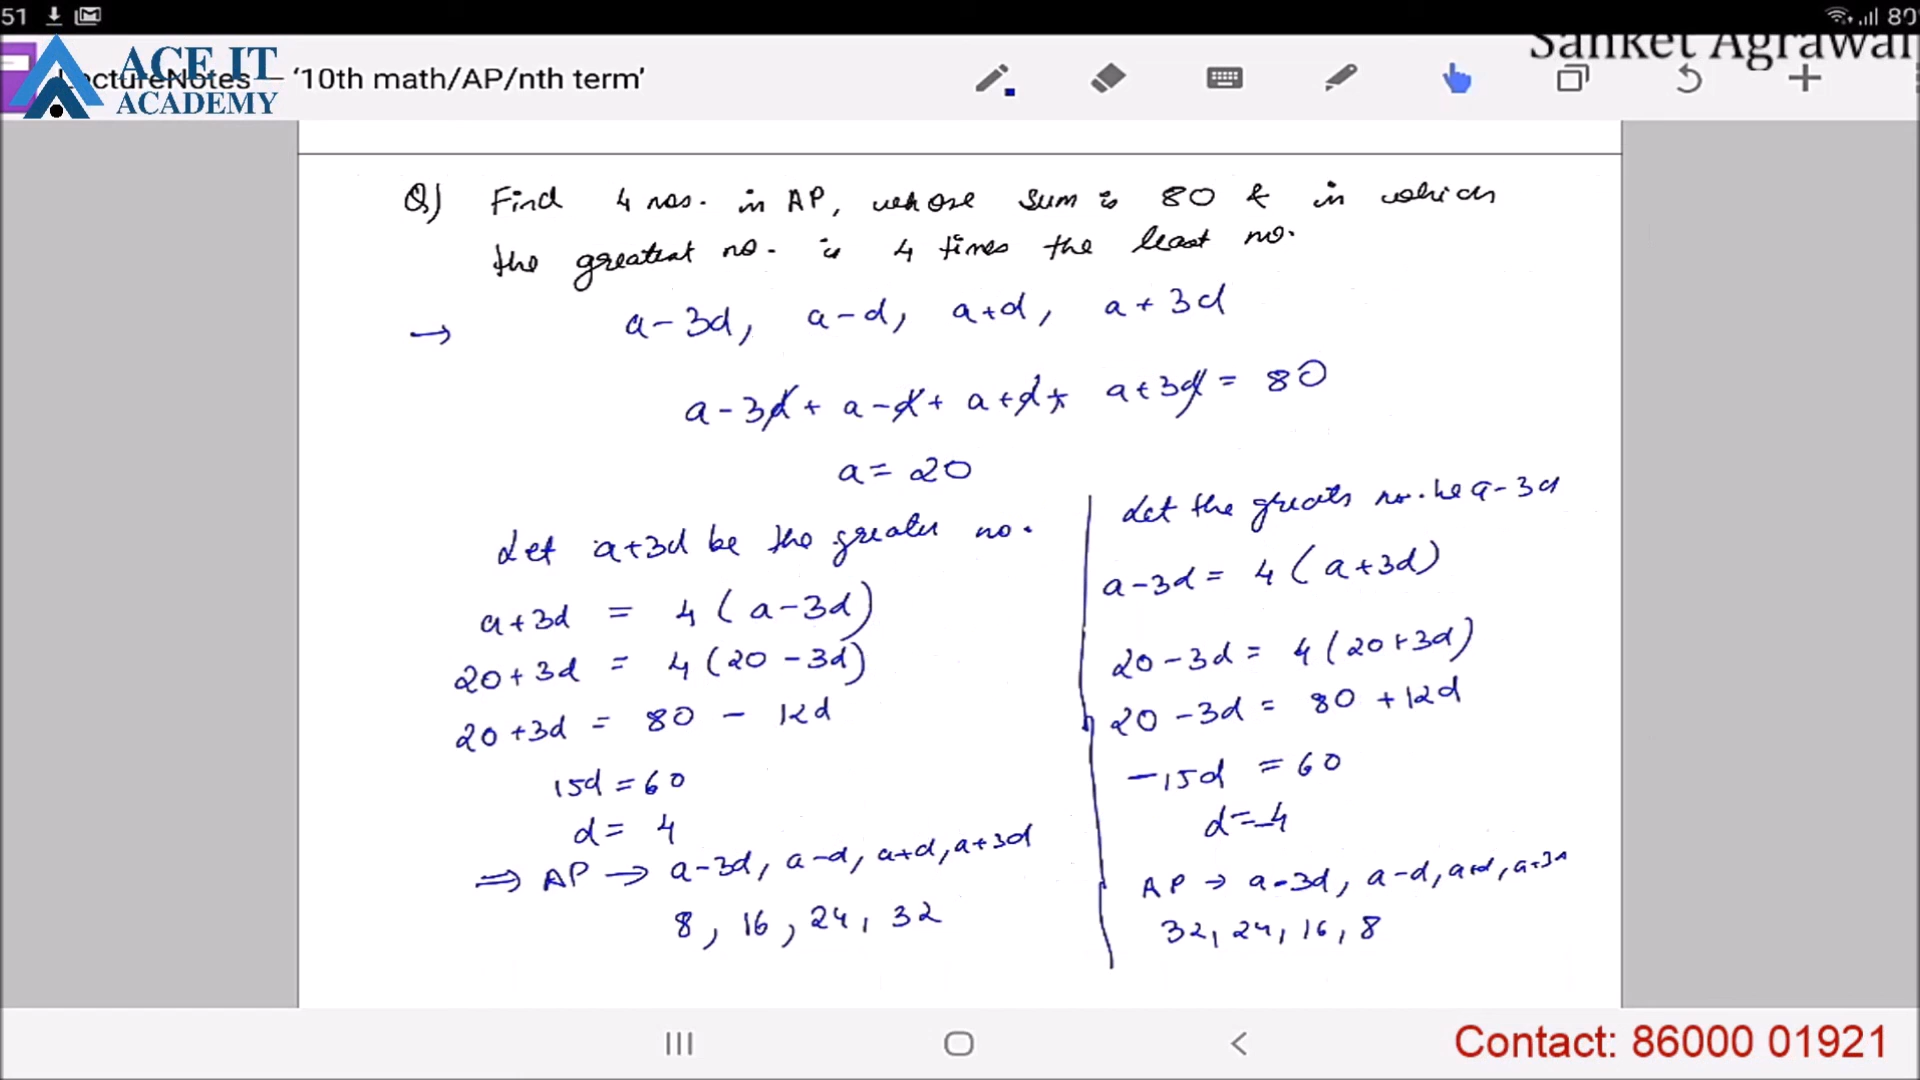 51
80
Sanket Agrawal
ACE IT
ACADEMY
LectureNotes – ‘10th math/AP/nth term’
Q) Find 4 nos. in AP, whose sum is 80 & in which
the greatest no. is 4 times the least no.
→ a-3d, a-d, a+d, a+3d
a-3d + a-d + a+d + a+3d = 80
a = 20
Let a+3d be the greater no.
a+3d = 4 (a-3d)
20+3d = 4 (20-3d)
20+3d = 80 - 12d
15d = 60
d = 4
⇒ AP → a-3d, a-d, a+d, a+3d
8, 16, 24, 32
Let the greats no. be a-3d
a-3d = 4 (a+3d)
20-3d = 4 (20+3d)
20-3d = 80 + 12d
-15d = 60
d = -4
AP → a-3d, a-d, a+d, a+3d
32, 24, 16, 8
Contact: 86000 01921